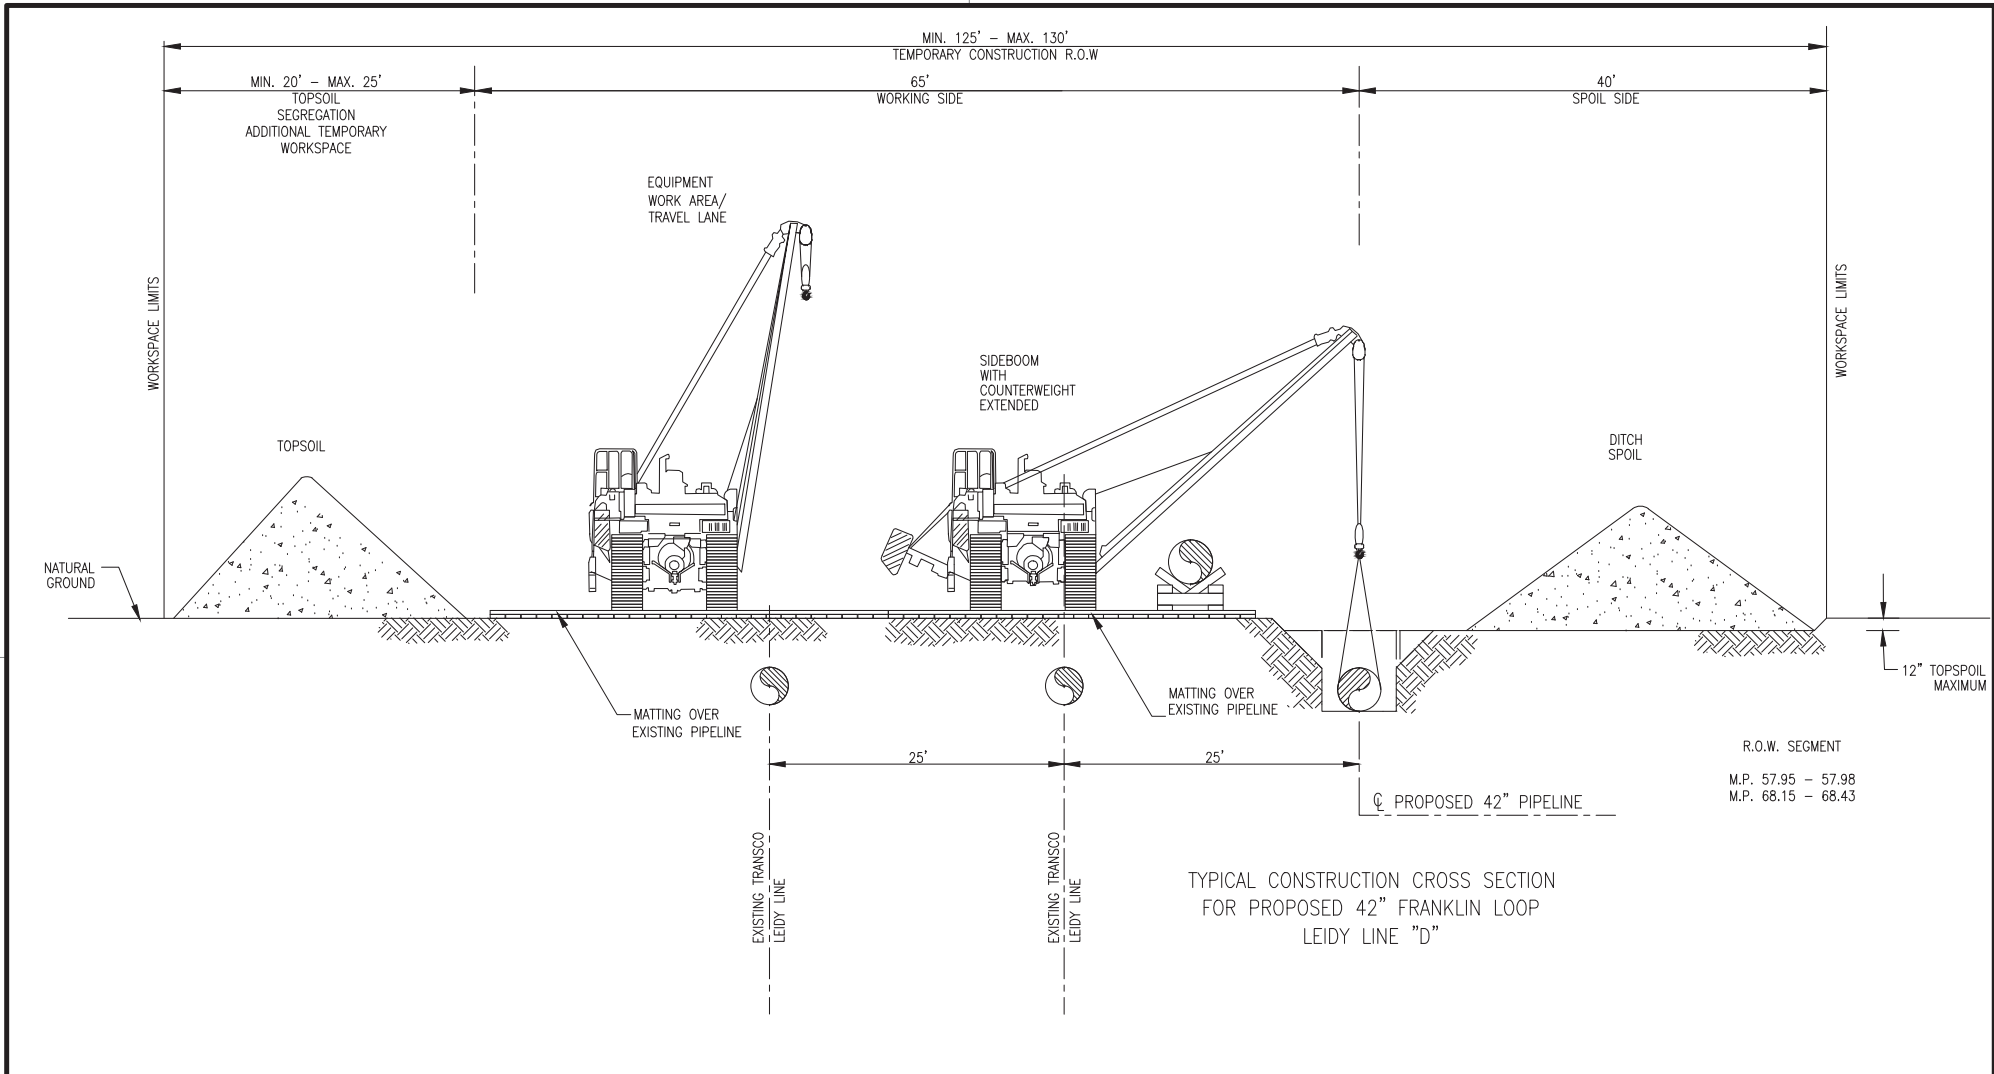 MIN. 125' - MAX. 130'
TEMPORARY CONSTRUCTION R.O.W
MIN. 20' - MAX. 25'
TOPSOIL
SEGREGATION
ADDITIONAL TEMPORARY
WORKSPACE
65'
WORKING SIDE
40'
SPOIL SIDE
EQUIPMENT
WORK AREA/
TRAVEL LANE
WORKSPACE LIMITS
WORKSPACE LIMITS
SIDEBOOM
WITH
COUNTERWEIGHT
EXTENDED
TOPSOIL
DITCH
SPOIL
NATURAL
GROUND
12" TOPSPOIL
MAXIMUM
MATTING OVER
EXISTING PIPELINE
MATTING OVER
EXISTING PIPELINE
25'
25'
R.O.W. SEGMENT
M.P. 57.95 - 57.98
M.P. 68.15 - 68.43
℄ PROPOSED 42" PIPELINE
EXISTING TRANSCO
LEIDY LINE
EXISTING TRANSCO
LEIDY LINE
TYPICAL CONSTRUCTION CROSS SECTION
FOR PROPOSED 42" FRANKLIN LOOP
LEIDY LINE "D"